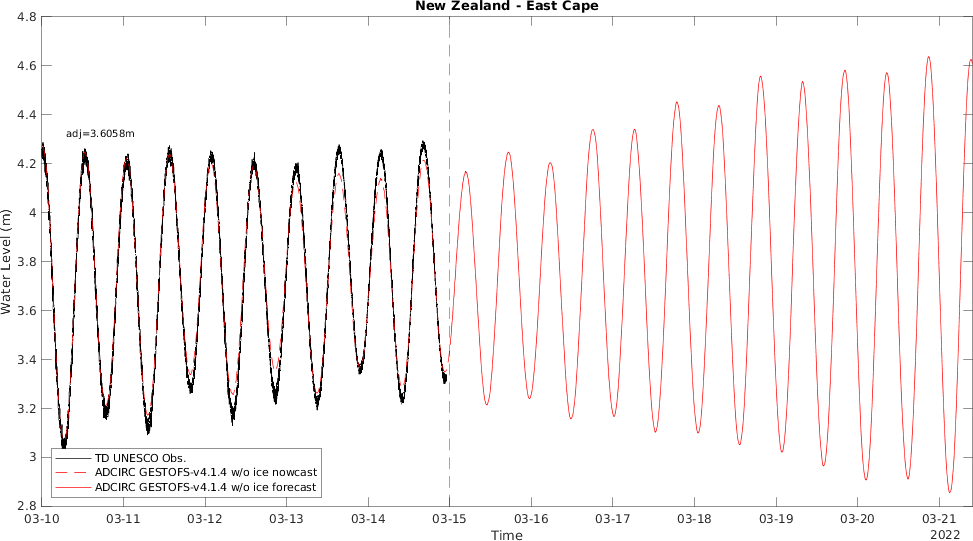 New Zealand - East Cape
4.8
4.6
4.4
4.2
4
3.8
3.6
3.4
3.2
3
2.8
Water Level (m)
adj=3.6058m
TD UNESCO Obs.
ADCIRC GESTOFS-v4.1.4 w/o ice nowcast
ADCIRC GESTOFS-v4.1.4 w/o ice forecast
03-10 03-11 03-12 03-13 03-14 03-15 03-16 03-17 03-18 03-19 03-20 03-21
Time
2022